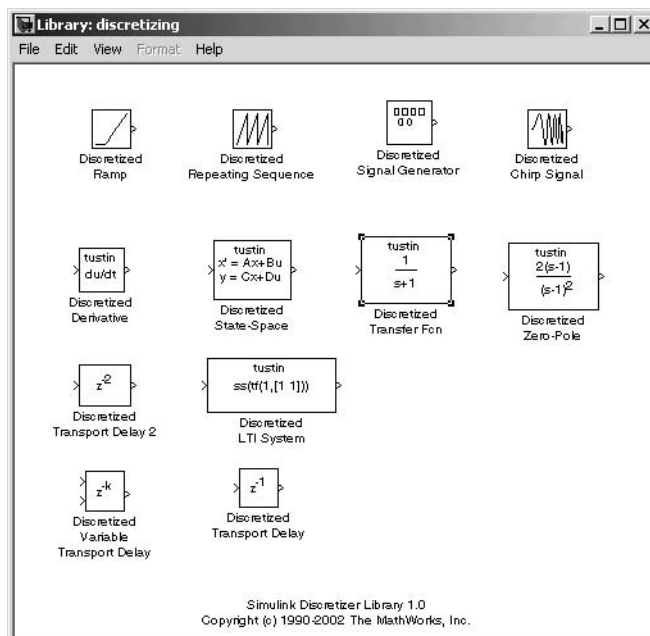 Library: discretizing
File Edit View Format Help
Discretized
Ramp
Discretized
Repeating Sequence
Discretized
Signal Generator
Discretized
Chirp Signal
tustin
du/dt
Discretized
Derivative
tustin
x' = Ax+Bu
y = Cx+Du
Discretized
State-Space
tustin
1
s+1
Discretized
Transfer Fcn
tustin
2(s-1)
(s-1)²
Discretized
Zero-Pole
z⁻²
Discretized
Transport Delay 2
tustin
ss(tf(1,[1 1]))
Discretized
LTI System
z⁻ᵏ
Discretized
Variable
Transport Delay
z⁻¹
Discretized
Transport Delay
Simulink Discretizer Library 1.0
Copyright (c) 1990-2002 The MathWorks, Inc.